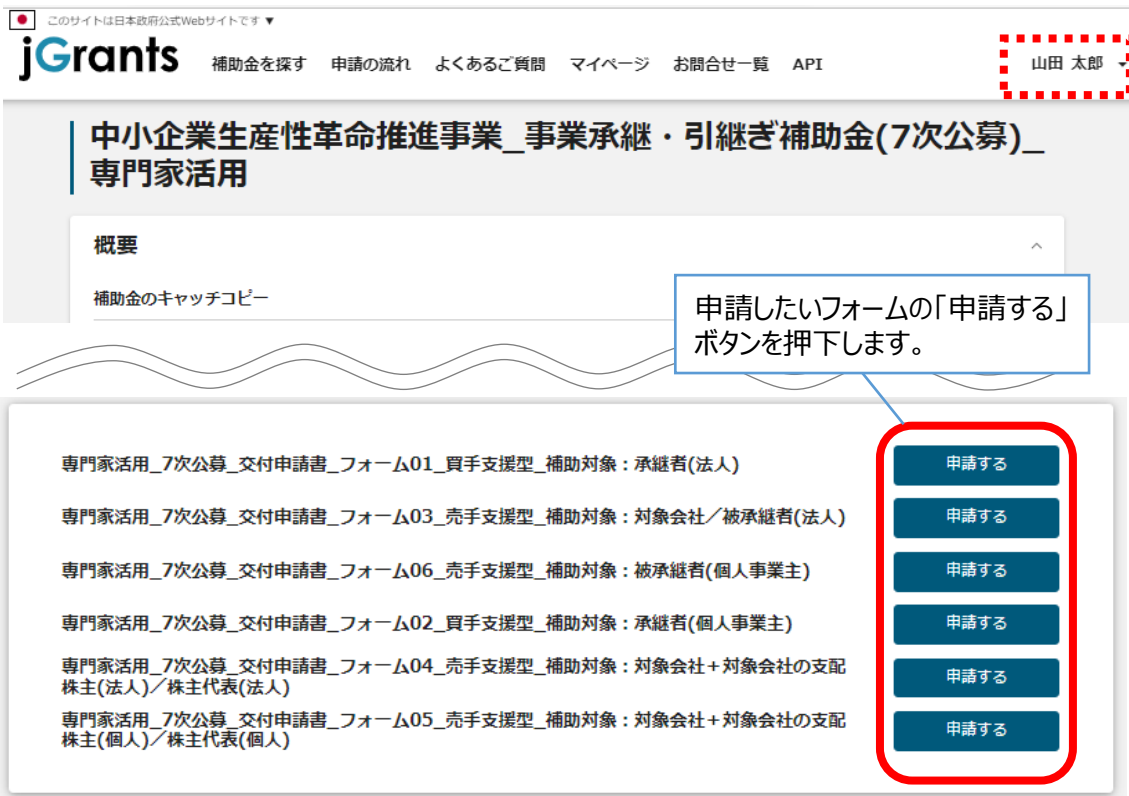 このサイトは日本政府公式Webサイトです ▼
jGrants 補助金を探す 申請の流れ よくあるご質問 マイページ お問合せ一覧 API 山田 太郎
中小企業生産性革命推進事業_事業承継・引継ぎ補助金(7次公募)_
専門家活用
概要
補助金のキャッチコピー
申請したいフォームの「申請する」
ボタンを押下します。
専門家活用_7次公募_交付申請書_フォーム01_買手支援型_補助対象：承継者(法人) 申請する
専門家活用_7次公募_交付申請書_フォーム03_売手支援型_補助対象：対象会社／被承継者(法人) 申請する
専門家活用_7次公募_交付申請書_フォーム06_売手支援型_補助対象：被承継者(個人事業主) 申請する
専門家活用_7次公募_交付申請書_フォーム02_買手支援型_補助対象：承継者(個人事業主) 申請する
専門家活用_7次公募_交付申請書_フォーム04_売手支援型_補助対象：対象会社＋対象会社の支配
株主(法人)／株主代表(法人) 申請する
専門家活用_7次公募_交付申請書_フォーム05_売手支援型_補助対象：対象会社＋対象会社の支配
株主(個人)／株主代表(個人) 申請する